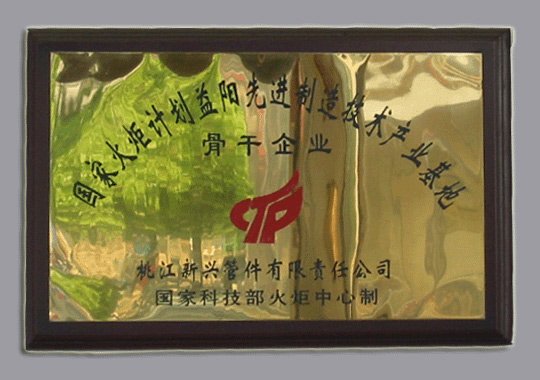 国家火炬计划益阳先进制造技术产业基地
骨干企业
桃江新兴管件有限责任公司
国家科技部火炬中心制